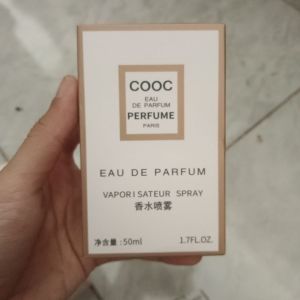 COOC
EAU
DE PARFUM
PERFUME
PARIS
EAU DE PARFUM
VAPORISATEUR SPRAY
香水喷雾
净含量:50ml 1.7FL.OZ.